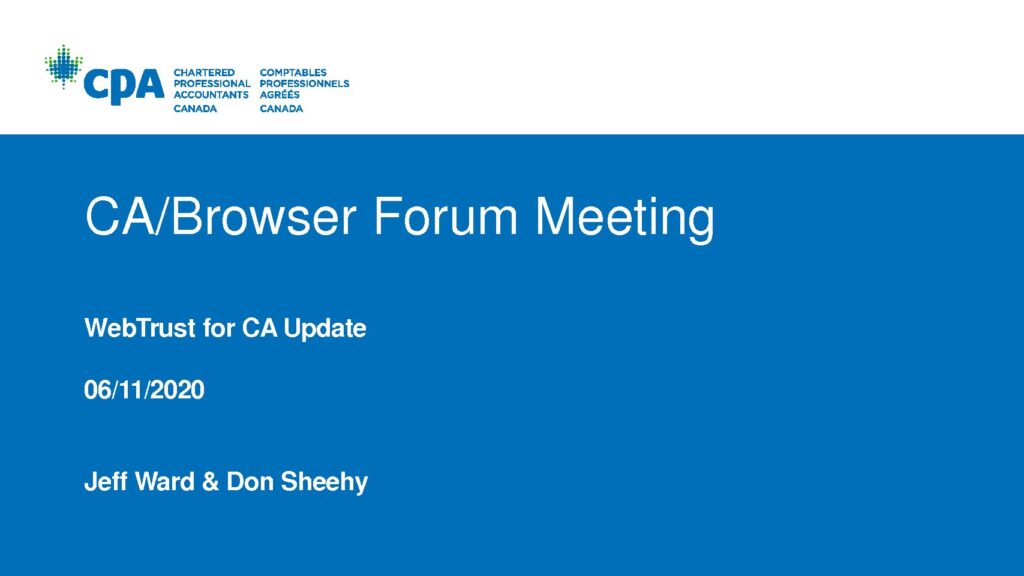 cpa
CHARTERED
PROFESSIONAL
ACCOUNTANTS
CANADA
COMPTABLES
PROFESSIONNELS
AGRÉÉS
CANADA
CA/Browser Forum Meeting
WebTrust for CA Update
06/11/2020
Jeff Ward & Don Sheehy